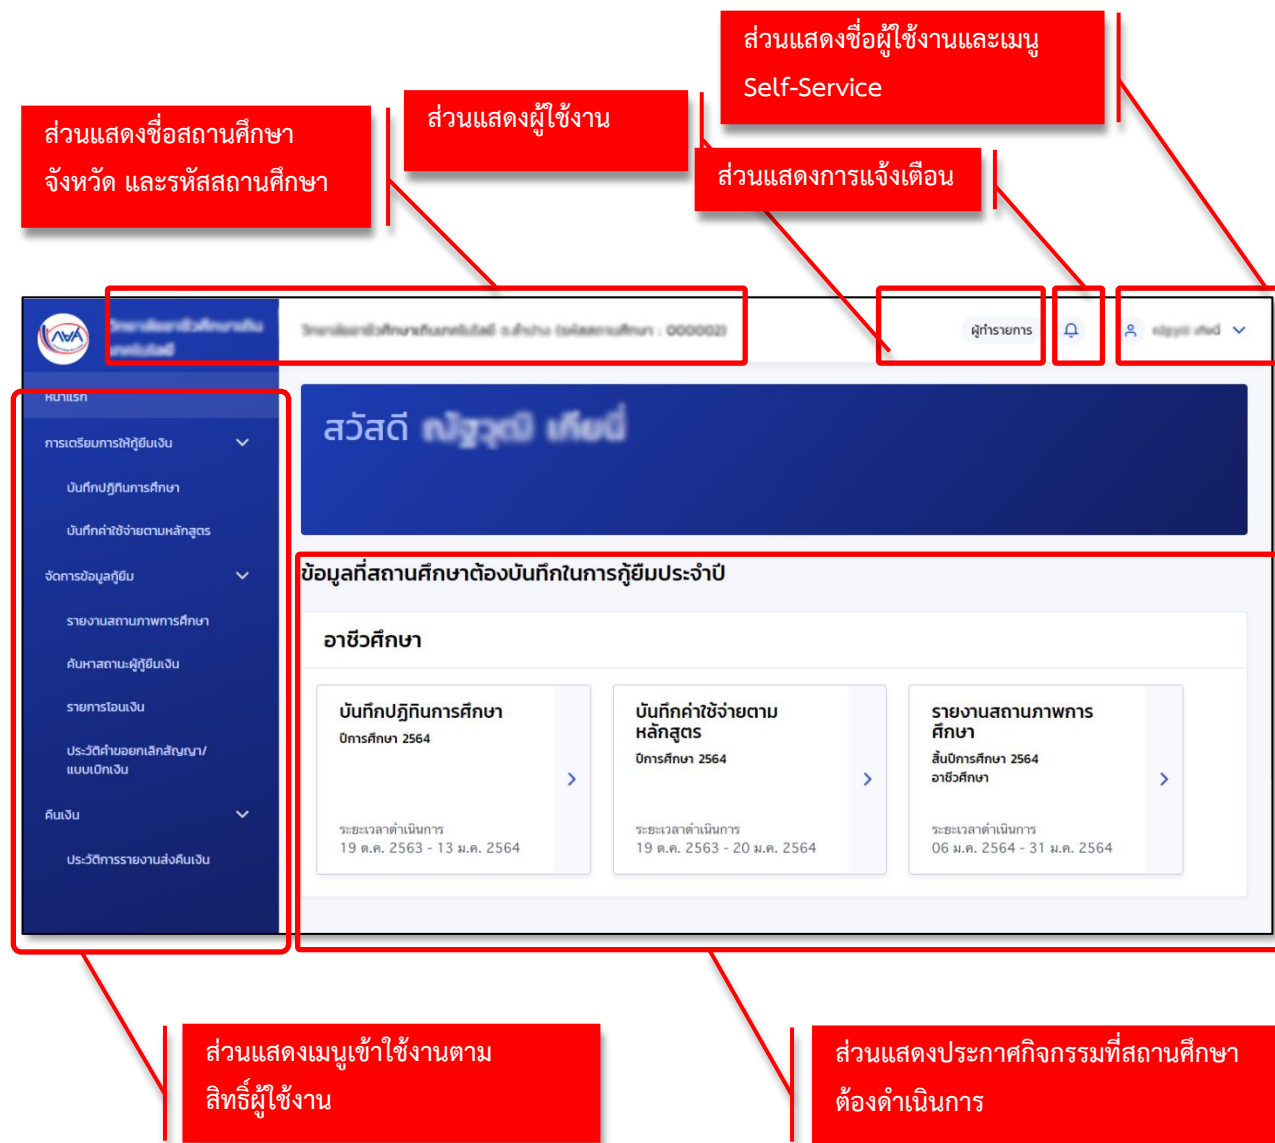 ส่วนแสดงชื่อผู้ใช้งานและเมนู
Self-Service
ส่วนแสดงผู้ใช้งาน
ส่วนแสดงชื่อสถานศึกษา
จังหวัด และรหัสสถานศึกษา
ส่วนแสดงการแจ้งเตือน
กยศ
ผู้ทำรายการ
หน้าแรก
การเตรียมการให้กู้ยืมเงิน
บันทึกปฏิทินการศึกษา
บันทึกค่าใช้จ่ายตามหลักสูตร
จัดการข้อมูลกู้ยืม
รายงานสถานภาพการศึกษา
ค้นหาสถานะผู้กู้ยืมเงิน
รายการโอนเงิน
ประวัติคำขอยกเลิกสัญญา/
แบบเบิกเงิน
คืนเงิน
ประวัติการรายงานส่งคืนเงิน
สวัสดี
ข้อมูลที่สถานศึกษาต้องบันทึกในการกู้ยืมประจำปี
อาชีวศึกษา
บันทึกปฏิทินการศึกษา
ปีการศึกษา 2564
ระยะเวลาดำเนินการ
19 ต.ค. 2563 - 13 ม.ค. 2564
บันทึกค่าใช้จ่ายตาม
หลักสูตร
ปีการศึกษา 2564
ระยะเวลาดำเนินการ
19 ต.ค. 2563 - 20 ม.ค. 2564
รายงานสถานภาพการ
ศึกษา
สิ้นปีการศึกษา 2564
อาชีวศึกษา
ระยะเวลาดำเนินการ
06 ม.ค. 2564 - 31 ม.ค. 2564
ส่วนแสดงเมนูเข้าใช้งานตาม
สิทธิ์ผู้ใช้งาน
ส่วนแสดงประกาศกิจกรรมที่สถานศึกษา
ต้องดำเนินการ